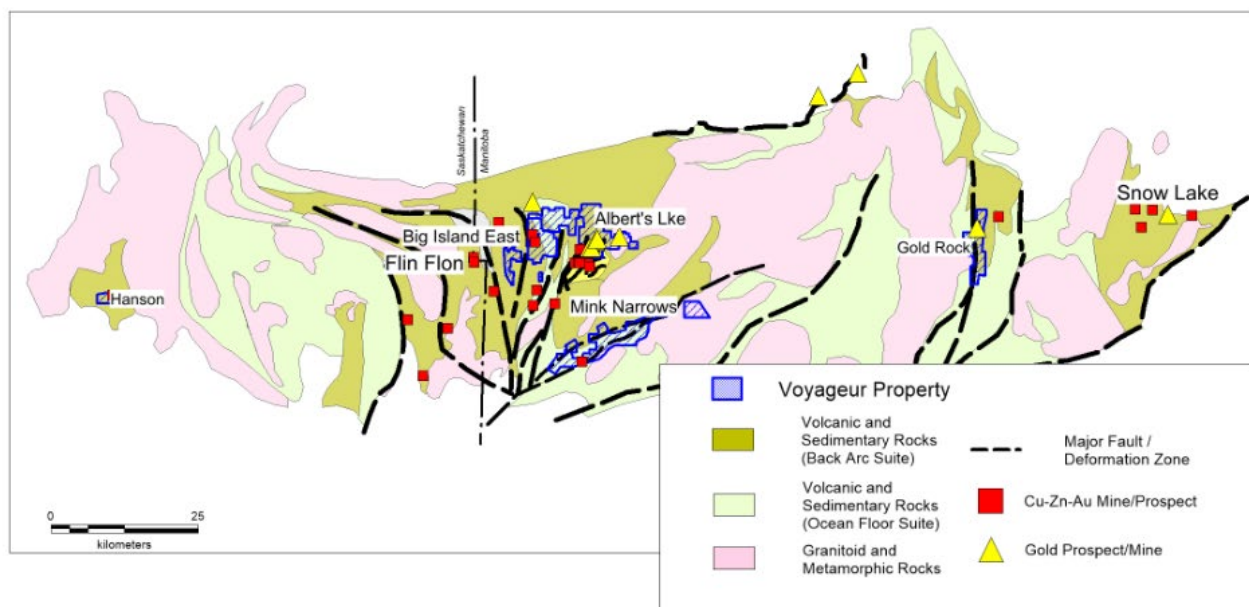 Saskatchewan
Manitoba
Snow Lake
Albert's Lke
Big Island East
Gold Rock
Flin Flon
Hanson
Mink Narrows
Voyageur Property
Volcanic and
Sedimentary Rocks
(Back Arc Suite)
Major Fault /
Deformation Zone
Volcanic and
Sedimentary Rocks
(Ocean Floor Suite)
Cu-Zn-Au Mine/Prospect
Granitoid and
Metamorphic Rocks
Gold Prospect/Mine
0 25
kilometers